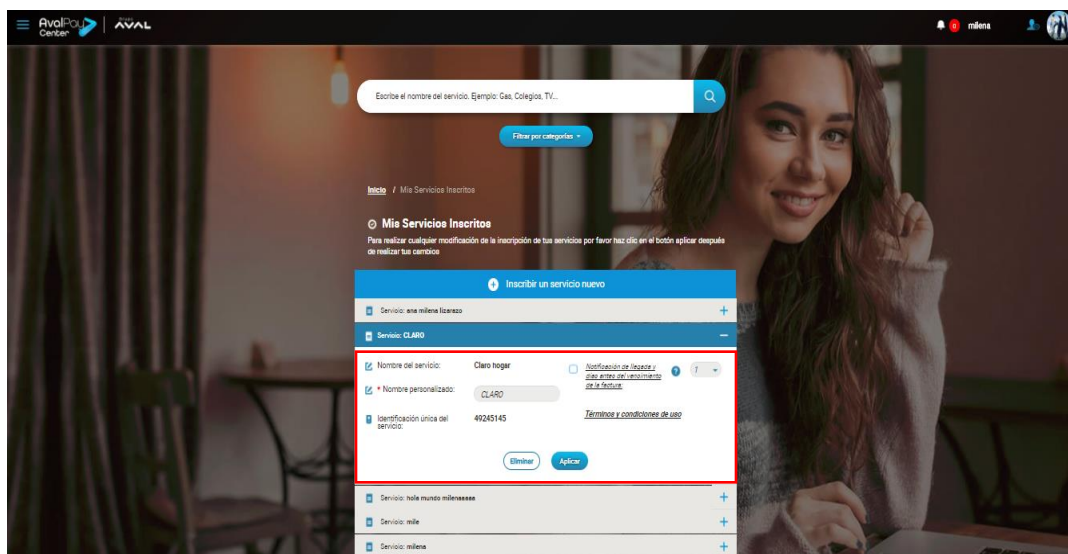 AvalPay
Center
GRUPO
AVAL
0
milena
Escribe el nombre del servicio. Ejemplo: Gas, Colegios, TV...
Filtrar por categorías
Inicio / Mis Servicios Inscritos
Mis Servicios Inscritos
Para realizar cualquier modificación de la inscripción de tus servicios por favor haz clic en el botón aplicar después
de realizar tus cambios
Inscribir un servicio nuevo
Servicio: ana milena lizarazo
Servicio: CLARO
Nombre del servicio:
Claro hogar
Notificación de llegada y
días antes del vencimiento
de la factura:
?
1
* Nombre personalizado:
CLARO
Identificación única del
servicio:
49245145
Términos y condiciones de uso
Eliminar
Aplicar
Servicio: hola mundo milenaaaaa
Servicio: mile
Servicio: milena